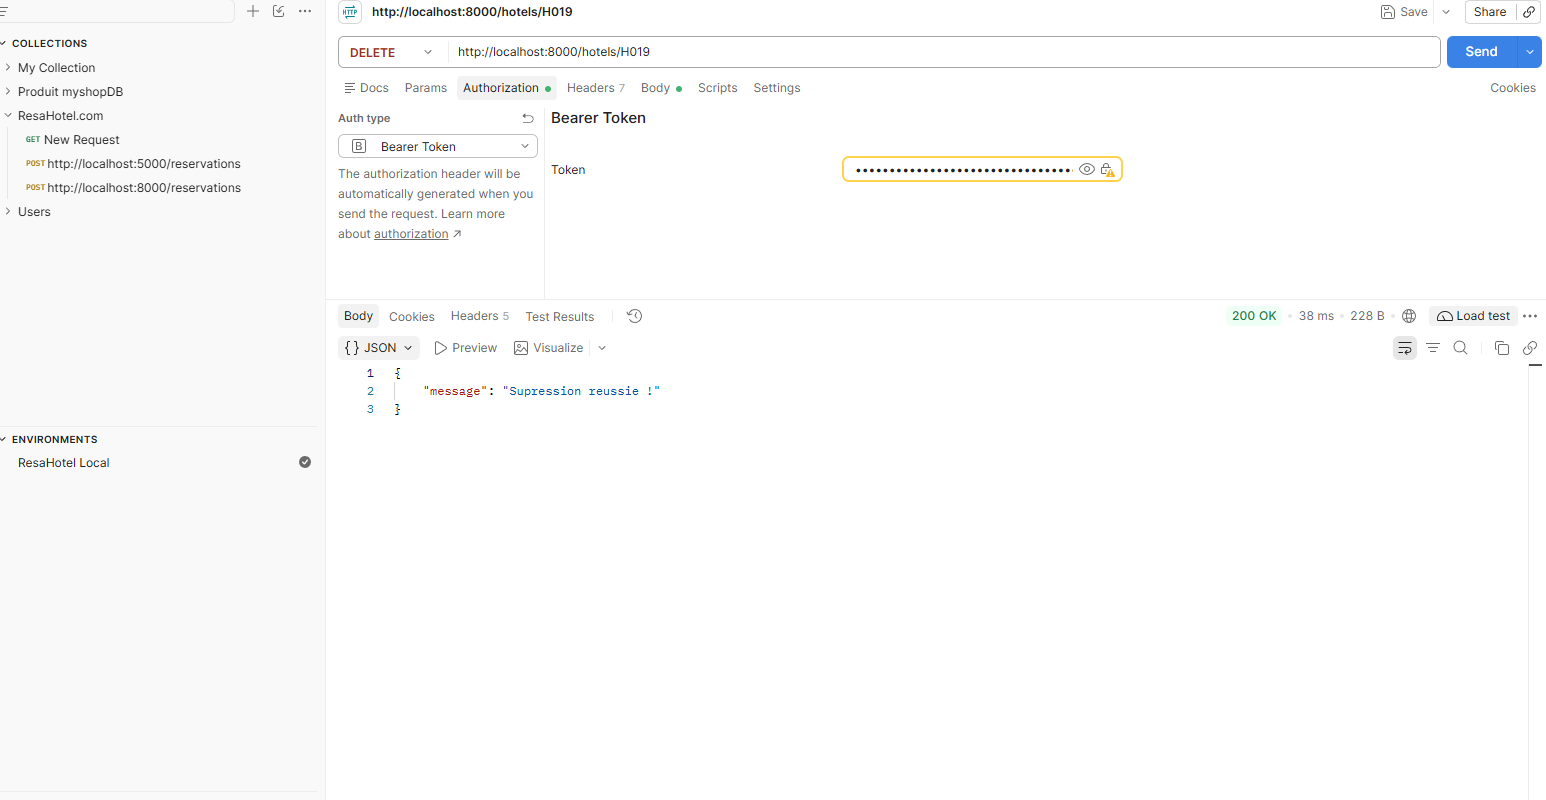 HTTP http://localhost:8000/hotels/H019 Save Share
COLLECTIONS
My Collection
Produit myshopDB
ResaHotel.com
GET New Request
POST http://localhost:5000/reservations
POST http://localhost:8000/reservations
Users
ENVIRONMENTS
ResaHotel Local
DELETE http://localhost:8000/hotels/H019 Send
Docs Params Authorization Headers 7 Body Scripts Settings Cookies
Auth type
B Bearer Token
The authorization header will be
automatically generated when you
send the request. Learn more
about authorization ↗
Bearer Token
Token ••••••••••••••••••••••••••••••••
Body Cookies Headers 5 Test Results 200 OK • 38 ms • 228 B • Load test
{} JSON Preview Visualize
1 {
2 "message": "Supression reussie !"
3 }